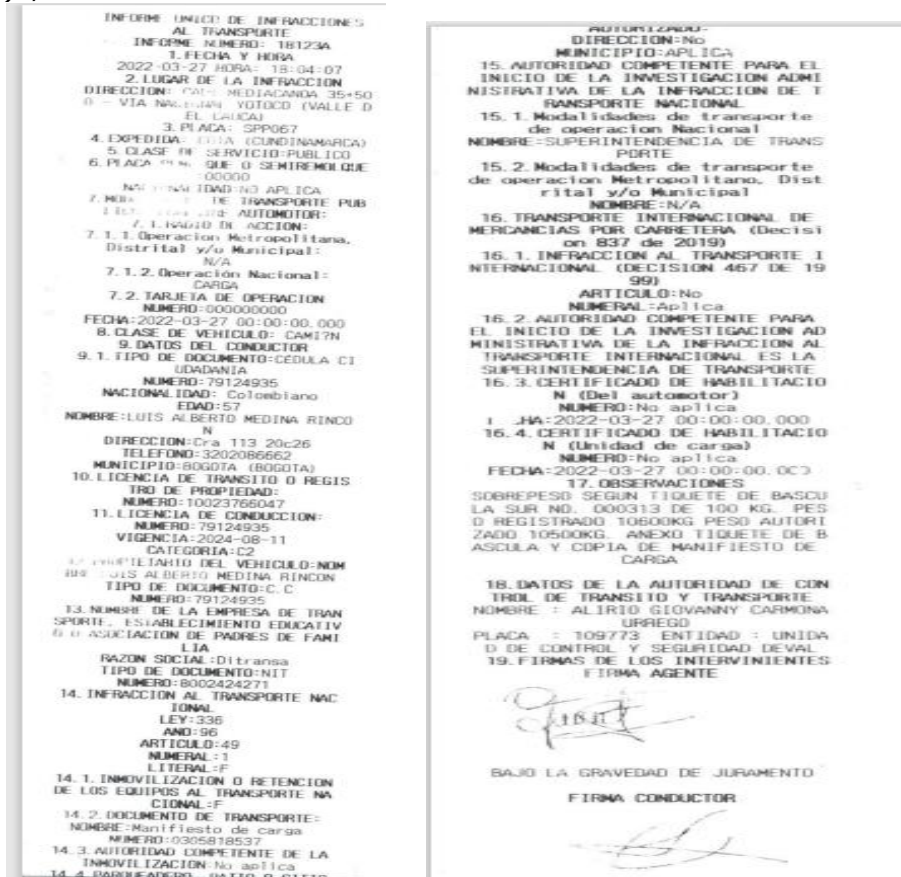 INFORME UNICO DE INFRACCIONES
AL TRANSPORTE
INFORME NUMERO: 18123A
1.FECHA Y HORA
2022-03-27 HORA: 18:04:07
2.LUGAR DE LA INFRACCION
DIRECCION: MEDIACANOA 35+50
0 - VIA YOTOCO (VALLE D
EL CAUCA)
3.PLACA: SPP067
4.EXPEDIDA: COTA (CUNDINAMARCA)
5.CLASE DE SERVICIO:PUBLICO
6.PLACA QUE O SEMIREMOLQUE
:00000
NACIONALIDAD:NO APLICA
7. DE TRANSPORTE PUB
AUTOMOTOR:
7.1.RADIO DE ACCION:
7.1.1.Operacion Metropolitana,
Distrital y/o Municipal:
N/A
7.1.2.Operación Nacional:
CARGA
7.2.TARJETA DE OPERACION
NUMERO:000000000
FECHA:2022-03-27 00:00:00.000
8.CLASE DE VEHICULO: CAMI?N
9.DATOS DEL CONDUCTOR
9.1.TIPO DE DOCUMENTO:CÉDULA CI
UDADANIA
NUMERO:79124935
NACIONALIDAD: Colombiano
EDAD:57
NOMBRE:LUIS ALBERTO MEDINA RINCO
N
DIRECCION:Cra 113 20c26
TELEFONO:3202086662
MUNICIPIO:BOGOTA (BOGOTA)
10.LICENCIA DE TRANSITO O REGIS
TRO DE PROPIEDAD:
NUMERO:10023766047
11.LICENCIA DE CONDUCCION:
NUMERO:79124935
VIGENCIA:2024-08-11
CATEGORIA:C2
12.PROPIETARIO DEL VEHICULO:NOM
BRE:LUIS ALBERTO MEDINA RINCON
TIPO DE DOCUMENTO:C.C
NUMERO:79124935
13.NOMBRE DE LA EMPRESA DE TRAN
SPORTE, ESTABLECIMIENTO EDUCATIV
O O ASOCIACION DE PADRES DE FAMI
LIA
RAZON SOCIAL:Ditransa
TIPO DE DOCUMENTO:NIT
NUMERO:8002424271
14.INFRACCION AL TRANSPORTE NAC
IONAL
LEY:336
ANO:96
ARTICULO:49
NUMERAL:1
LITERAL:F
14.1.INMOVILIZACION O RETENCION
DE LOS EQUIPOS AL TRANSPORTE NA
CIONAL:F
14.2.DOCUMENTO DE TRANSPORTE:
NOMBRE:Manifiesto de carga
NUMERO:0305818537
14.3.AUTORIDAD COMPETENTE DE LA
INMOVILIZACION:No aplica
14.4.PARQUEADERO, PATIO O SITIO
AUTORIZADO:
DIRECCION:No
MUNICIPIO:APLICA
15.AUTORIDAD COMPETENTE PARA EL
INICIO DE LA INVESTIGACION ADMI
NISTRATIVA DE LA INFRACCION DE T
RANSPORTE NACIONAL
15.1.Modalidades de transporte
de operacion Nacional
NOMBRE:SUPERINTENDENCIA DE TRANS
PORTE
15.2.Modalidades de transporte
de operacion Metropolitana, Dist
rital y/o Municipal
NOMBRE:N/A
16.TRANSPORTE INTERNACIONAL DE
MERCANCIAS POR CARRETERA (Decisi
on 837 de 2019)
16.1.INFRACCION AL TRANSPORTE I
NTERNACIONAL (DECISION 467 DE 19
99)
ARTICULO:No
NUMERAL:Aplica
16.2.AUTORIDAD COMPETENTE PARA
EL INICIO DE LA INVESTIGACION AD
MINISTRATIVA DE LA INFRACCION AL
TRANSPORTE INTERNACIONAL ES LA
SUPERINTENDENCIA DE TRANSPORTE
16.3.CERTIFICADO DE HABILITACIO
N (Del automotor)
NUMERO:No aplica
HA:2022-03-27 00:00:00.000
16.4.CERTIFICADO DE HABILITACIO
N (Unidad de carga)
NUMERO:No aplica
FECHA:2022-03-27 00:00:00.000
17.OBSERVACIONES
SOBREPESO SEGUN TIQUETE DE BASCU
LA SUR NO. 000313 DE 100 KG. PES
O REGISTRADO 10600KG PESO AUTORI
ZADO 10500KG. ANEXO TIQUETE DE B
ASCULA Y COPIA DE MANIFIESTO DE
CARGA
18.DATOS DE LA AUTORIDAD DE CON
TROL DE TRANSITO Y TRANSPORTE
NOMBRE : ALIRIO GIOVANNY CARMONA
URREGO
PLACA : 109773 ENTIDAD : UNIDA
D DE CONTROL Y SEGURIDAD DEVAL
19.FIRMAS DE LOS INTERVINIENTES
FIRMA AGENTE
BAJO LA GRAVEDAD DE JURAMENTO
FIRMA CONDUCTOR